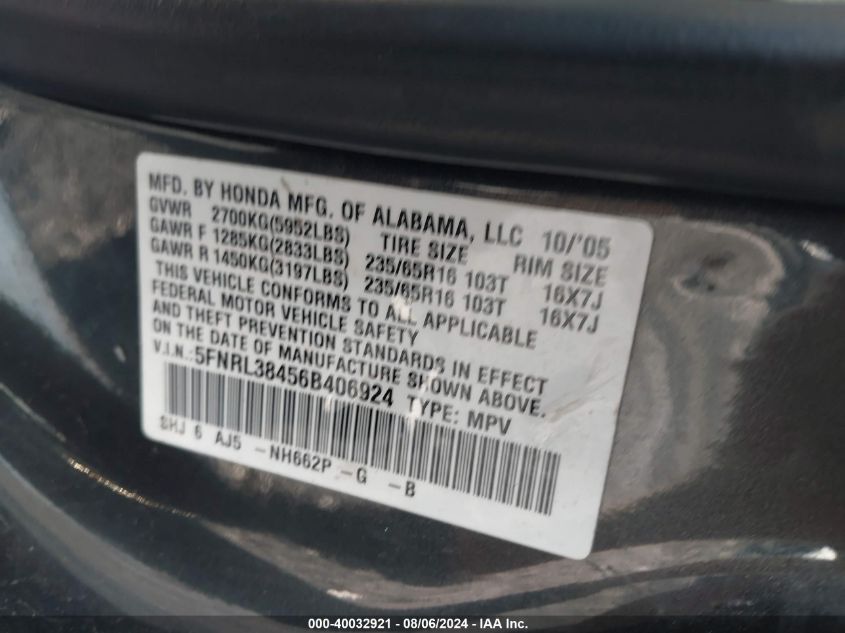 MFD. BY HONDA MFG. OF ALABAMA, LLC 10/'05
GVWR 2700KG(5952LBS) TIRE SIZE RIM SIZE
GAWR F 1285KG(2833LBS) 235/65R16 103T 16X7J
GAWR R 1450KG(3197LBS) 235/65R16 103T 16X7J
THIS VEHICLE CONFORMS TO ALL APPLICABLE
FEDERAL MOTOR VEHICLE SAFETY
AND THEFT PREVENTION STANDARDS IN EFFECT
ON THE DATE OF MANUFACTURE SHOWN ABOVE.
V.I.N.:5FNRL38456B406924 TYPE: MPV
SHJ 6 AJ5 -NH662P -G -B
000-40032921 - 08/06/2024 - IAA Inc.